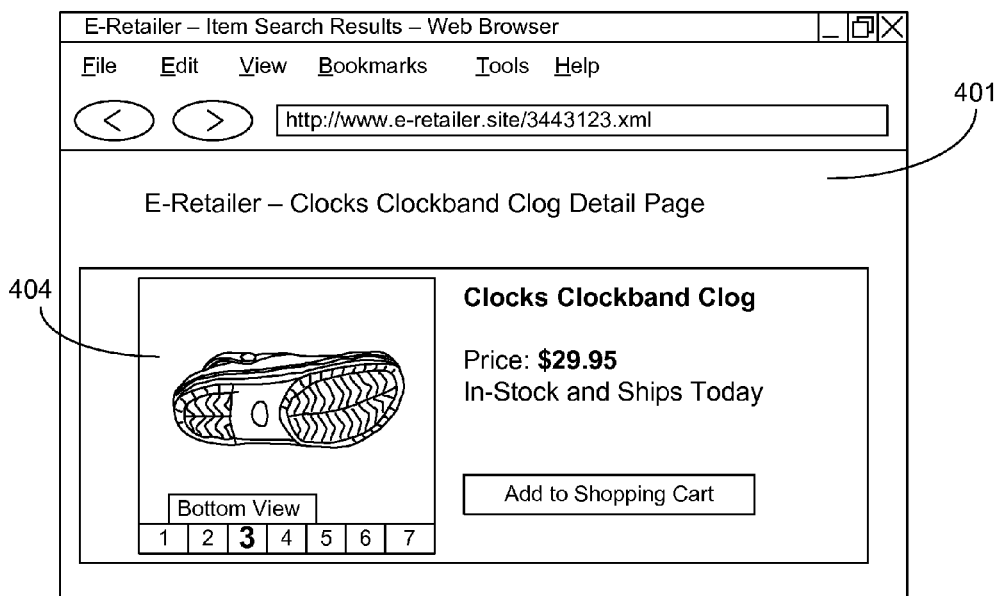 E-Retailer – Item Search Results – Web Browser
File Edit View Bookmarks Tools Help
< > http://www.e-retailer.site/3443123.xml
401
E-Retailer – Clocks Clockband Clog Detail Page
404
Clocks Clockband Clog
Price: $29.95
In-Stock and Ships Today
Add to Shopping Cart
Bottom View
1 2 3 4 5 6 7